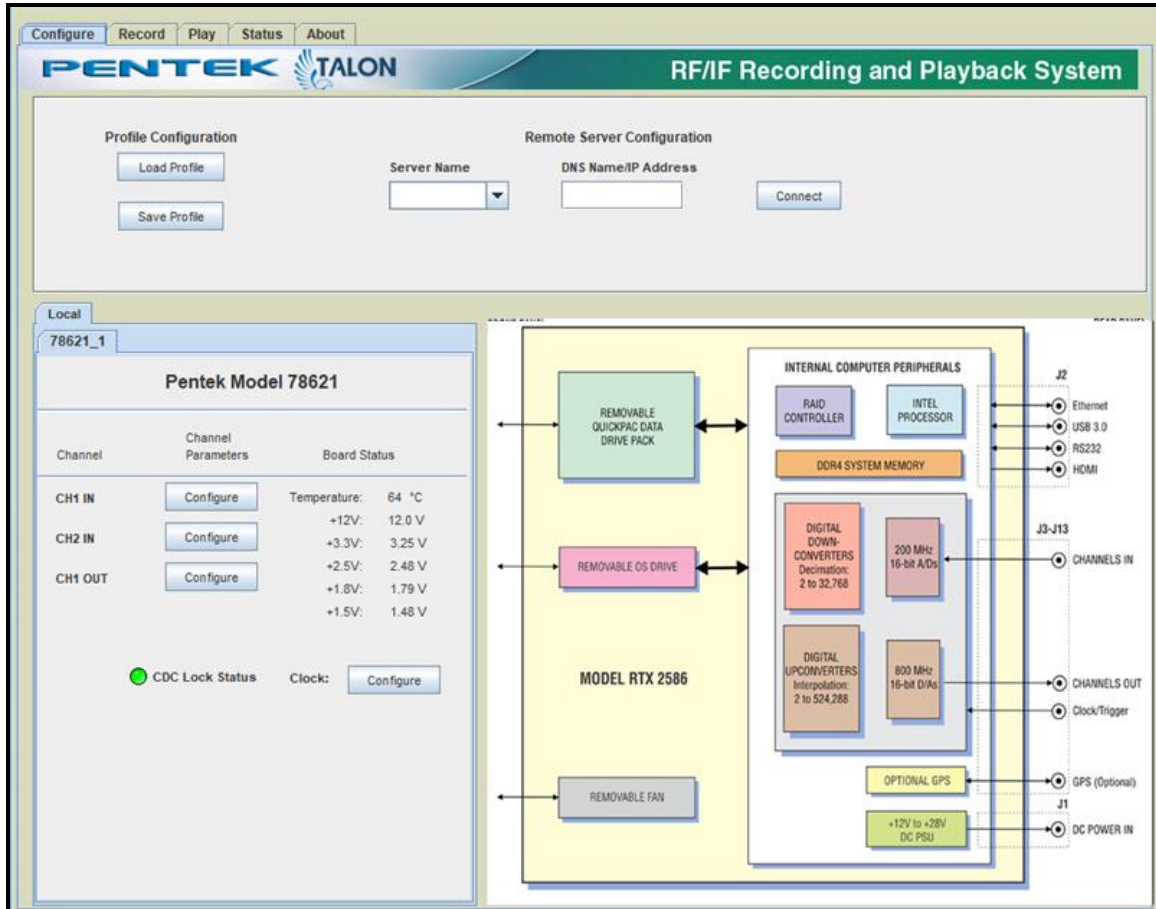 Configure Record Play Status About
PENTEK TALON RF/IF Recording and Playback System
Profile Configuration
Load Profile
Save Profile
Remote Server Configuration
Server Name DNS Name/IP Address
Connect
Local
78621_1
Pentek Model 78621
Channel Channel Parameters Board Status
CH1 IN Configure Temperature: 64 °C
+12V: 12.0 V
CH2 IN Configure +3.3V: 3.25 V
+2.5V: 2.48 V
CH1 OUT Configure +1.8V: 1.79 V
+1.5V: 1.48 V
CDC Lock Status Clock: Configure
REMOVABLE
QUICKPAC DATA
DRIVE PACK
REMOVABLE OS DRIVE
MODEL RTX 2586
REMOVABLE FAN
INTERNAL COMPUTER PERIPHERALS
RAID
CONTROLLER
INTEL
PROCESSOR
DDR4 SYSTEM MEMORY
DIGITAL
DOWN-
CONVERTERS
Decimation:
2 to 32,768
200 MHz
16-bit A/Ds
DIGITAL
UPCONVERTERS
Interpolation:
2 to 524,288
800 MHz
16-bit D/As
OPTIONAL GPS
+12V to +28V
DC PSU
J2
Ethernet
USB 3.0
RS232
HDMI
J3-J13
CHANNELS IN
CHANNELS OUT
Clock/Trigger
GPS (Optional)
J1
DC POWER IN